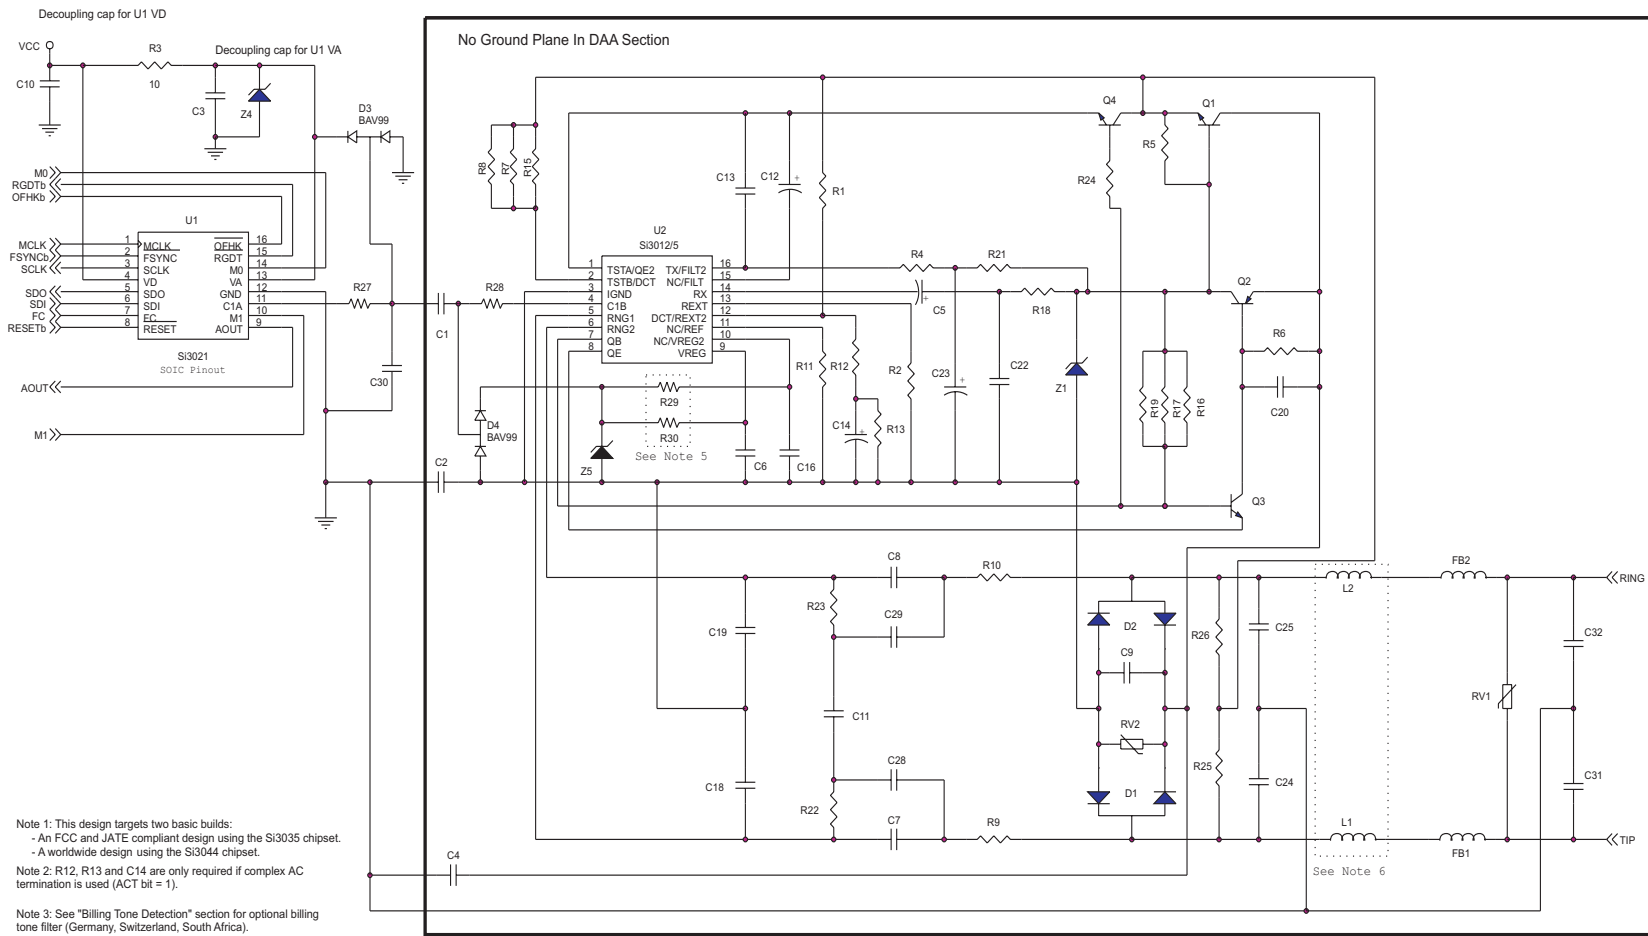 Decoupling cap for U1 VD
VCC
R3
Decoupling cap for U1 VA
C10
10
C3
Z4
D3
BAV99
No Ground Plane In DAA Section
Q4
Q1
R8
R7
R15
R5
C13
C12
+
R1
R24
M0
RGDTb
OFHKb
U1
MCLK
FSYNCb
SCLK
SDO
SDI
FC
RESETb
1
2
3
4
5
6
7
8
MCLK
FSYNC
SCLK
VD
SDO
SDI
FC
RESET
OFHK
RGDT
M0
VA
GND
C1A
M1
AOUT
16
15
14
13
12
11
10
9
Si3021
SOIC Pinout
AOUT
M1
R27
C30
C1
R28
U2
Si3012/5
1
2
3
4
5
6
7
8
TSTA/QE2
TSTB/DCT
IGND
C1B
RNG1
RNG2
QB
QE
TX/FILT2
NC/FILT
RX
REXT
DCT/REXT2
NC/REF
NC/VREG2
VREG
16
15
14
13
12
11
10
9
R4
R21
C5
+
R18
Q2
R6
C20
R11
R12
R2
C23
+
C22
Z1
R19
R17
R16
D4
BAV99
R29
R30
See Note 5
Z5
C6
C16
C14
+
R13
C2
Q3
C8
R10
R23
C29
C19
C11
C18
C28
R22
C7
R9
D2
C9
RV2
D1
R26
R25
C25
C24
L2
L1
See Note 6
FB2
FB1
RV1
C32
C31
RING
TIP
C4
Note 1: This design targets two basic builds:
- An FCC and JATE compliant design using the Si3035 chipset.
- A worldwide design using the Si3044 chipset.
Note 2: R12, R13 and C14 are only required if complex AC
termination is used (ACT bit = 1).
Note 3: See "Billing Tone Detection" section for optional billing
tone filter (Germany, Switzerland, South Africa).